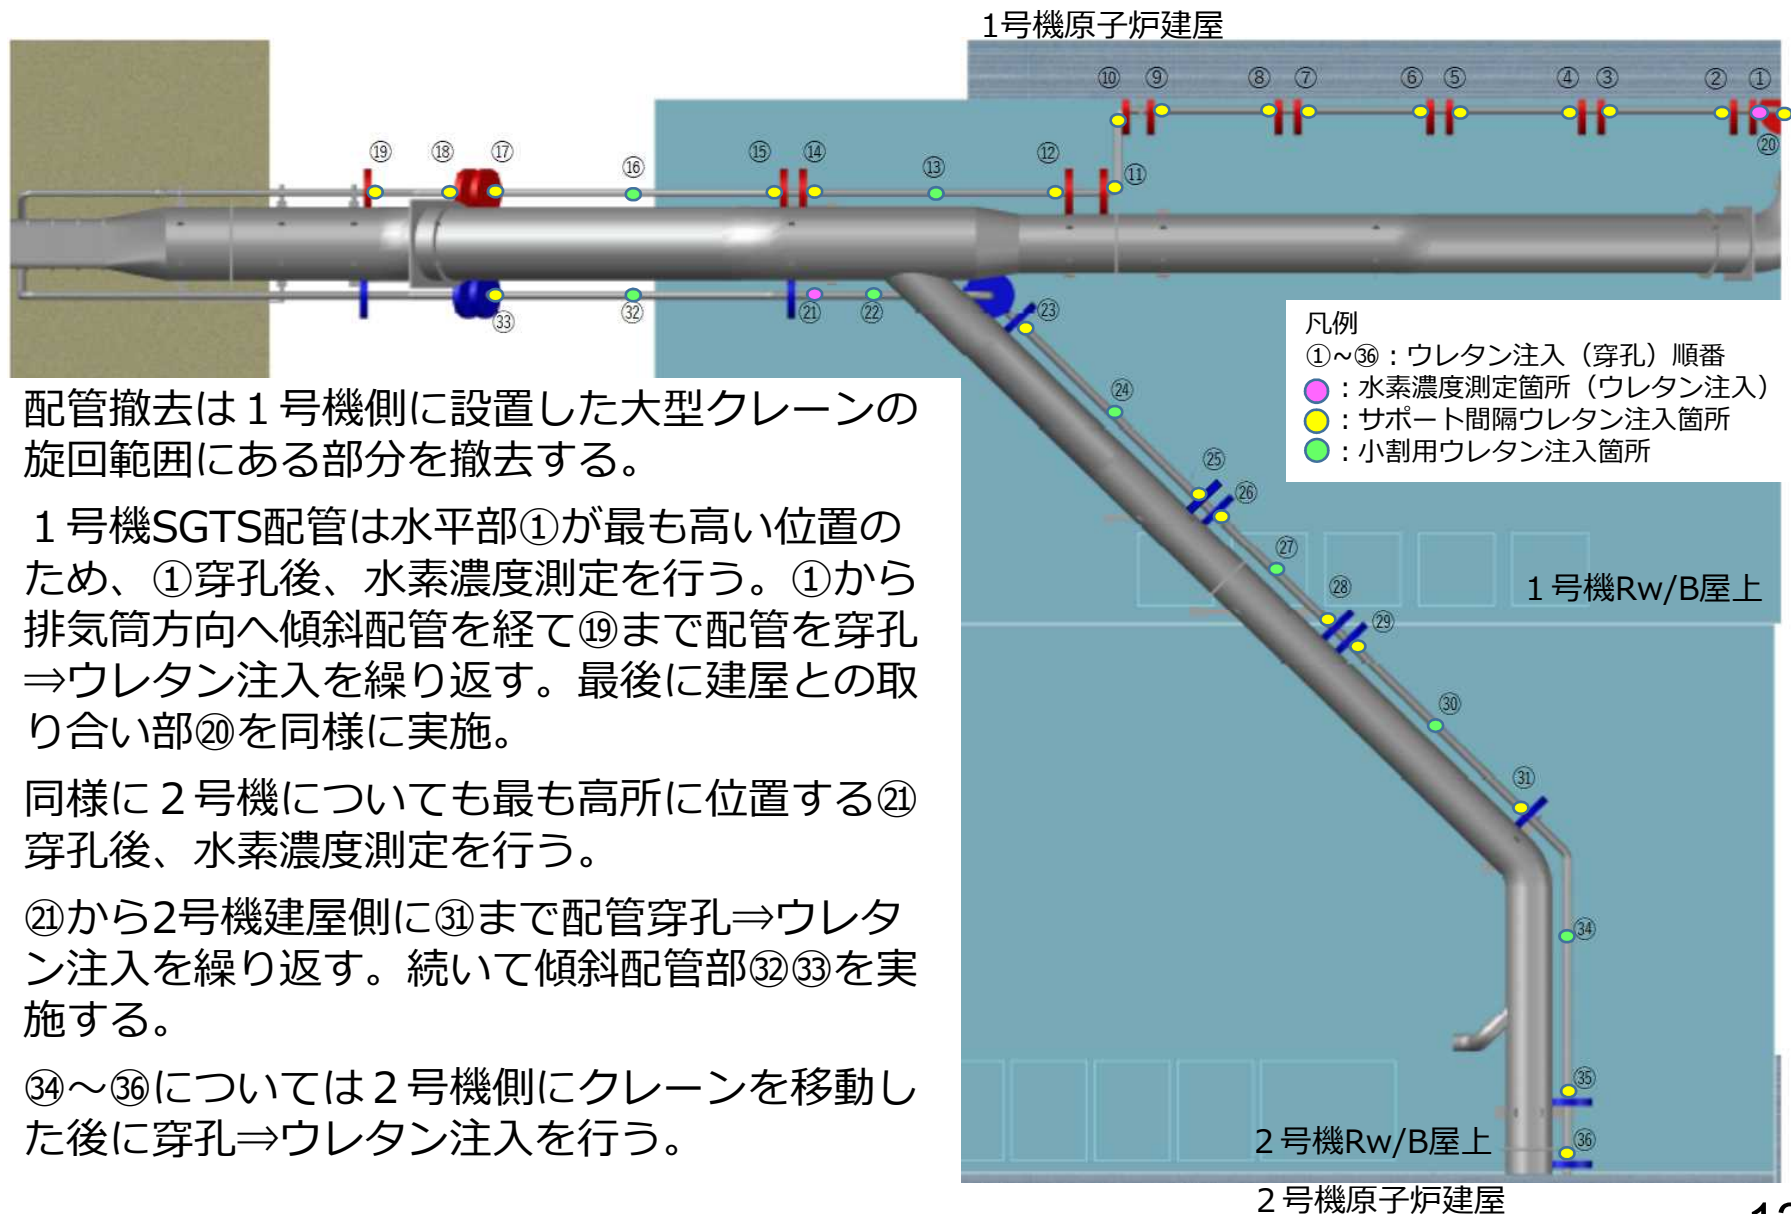 1号機原子炉建屋
⑩ ⑨ ⑧ ⑦ ⑥ ⑤ ④ ③ ② ①
⑲ ⑱ ⑰ ⑯ ⑮ ⑭ ⑬ ⑫ ⑪ ⑳
㉝ ㉜ ㉑ ㉒ ㉓
凡例
①~㊱：ウレタン注入（穿孔）順番
：水素濃度測定箇所（ウレタン注入）
：サポート間隔ウレタン注入箇所
：小割用ウレタン注入箇所
㉔
㉕
㉖
㉗
㉘
㉙
㉚
㉛
㉞
㉟
㊱
１号機Rw/B屋上
２号機Rw/B屋上
２号機原子炉建屋
配管撤去は１号機側に設置した大型クレーンの
旋回範囲にある部分を撤去する。
１号機SGTS配管は水平部①が最も高い位置の
ため、①穿孔後、水素濃度測定を行う。①から
排気筒方向へ傾斜配管を経て⑲まで配管を穿孔
⇒ウレタン注入を繰り返す。最後に建屋との取
り合い部⑳を同様に実施。
同様に２号機についても最も高所に位置する㉑
穿孔後、水素濃度測定を行う。
㉑から2号機建屋側に㉛まで配管穿孔⇒ウレタ
ン注入を繰り返す。続いて傾斜配管部㉜㉝を実
施する。
㉞～㊱については２号機側にクレーンを移動し
た後に穿孔⇒ウレタン注入を行う。